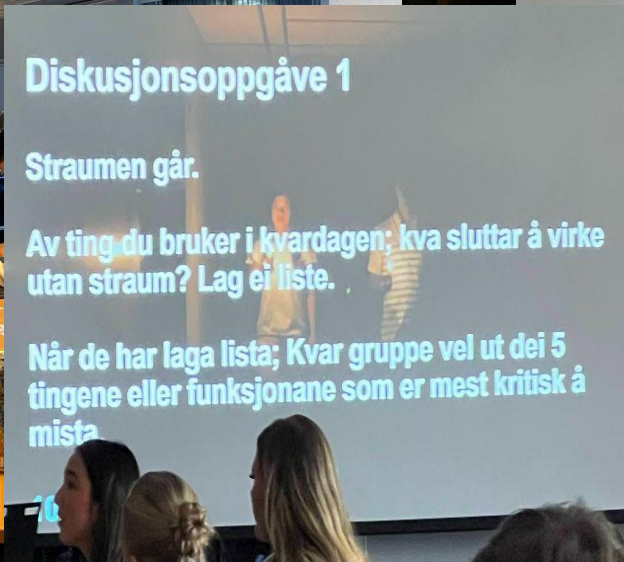 Diskusjonsoppgåve 1
Straumen går.
Av ting du bruker i kvardagen; kva sluttar å virke
utan straum? Lag ei liste.
Når de har laga lista; Kvar gruppe vel ut dei 5
tingene eller funksjonane som er mest kritisk å
mista